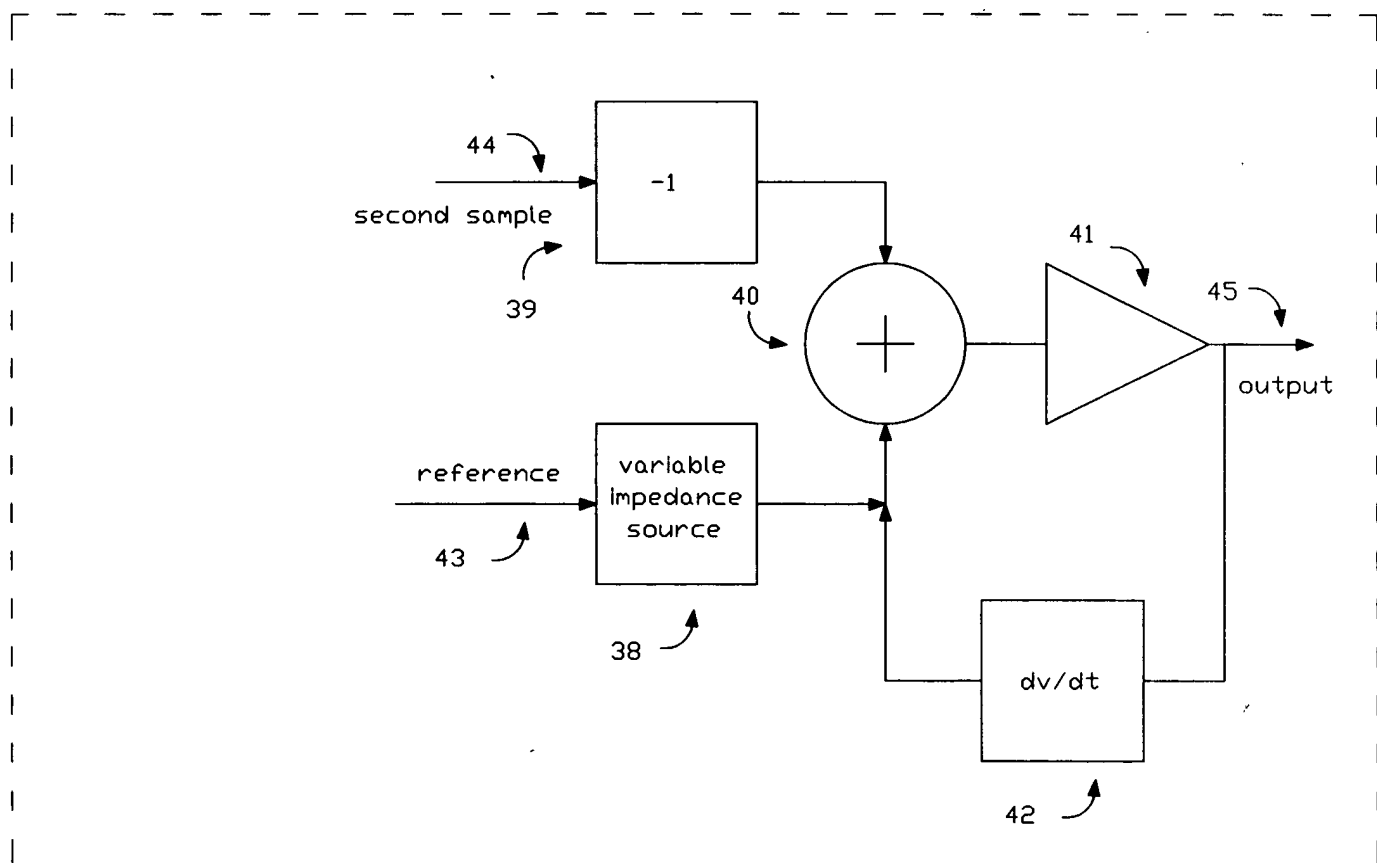 44
-1
second sample
39
40
41
45
output
reference
variable
impedance
source
43
38
dv/dt
42